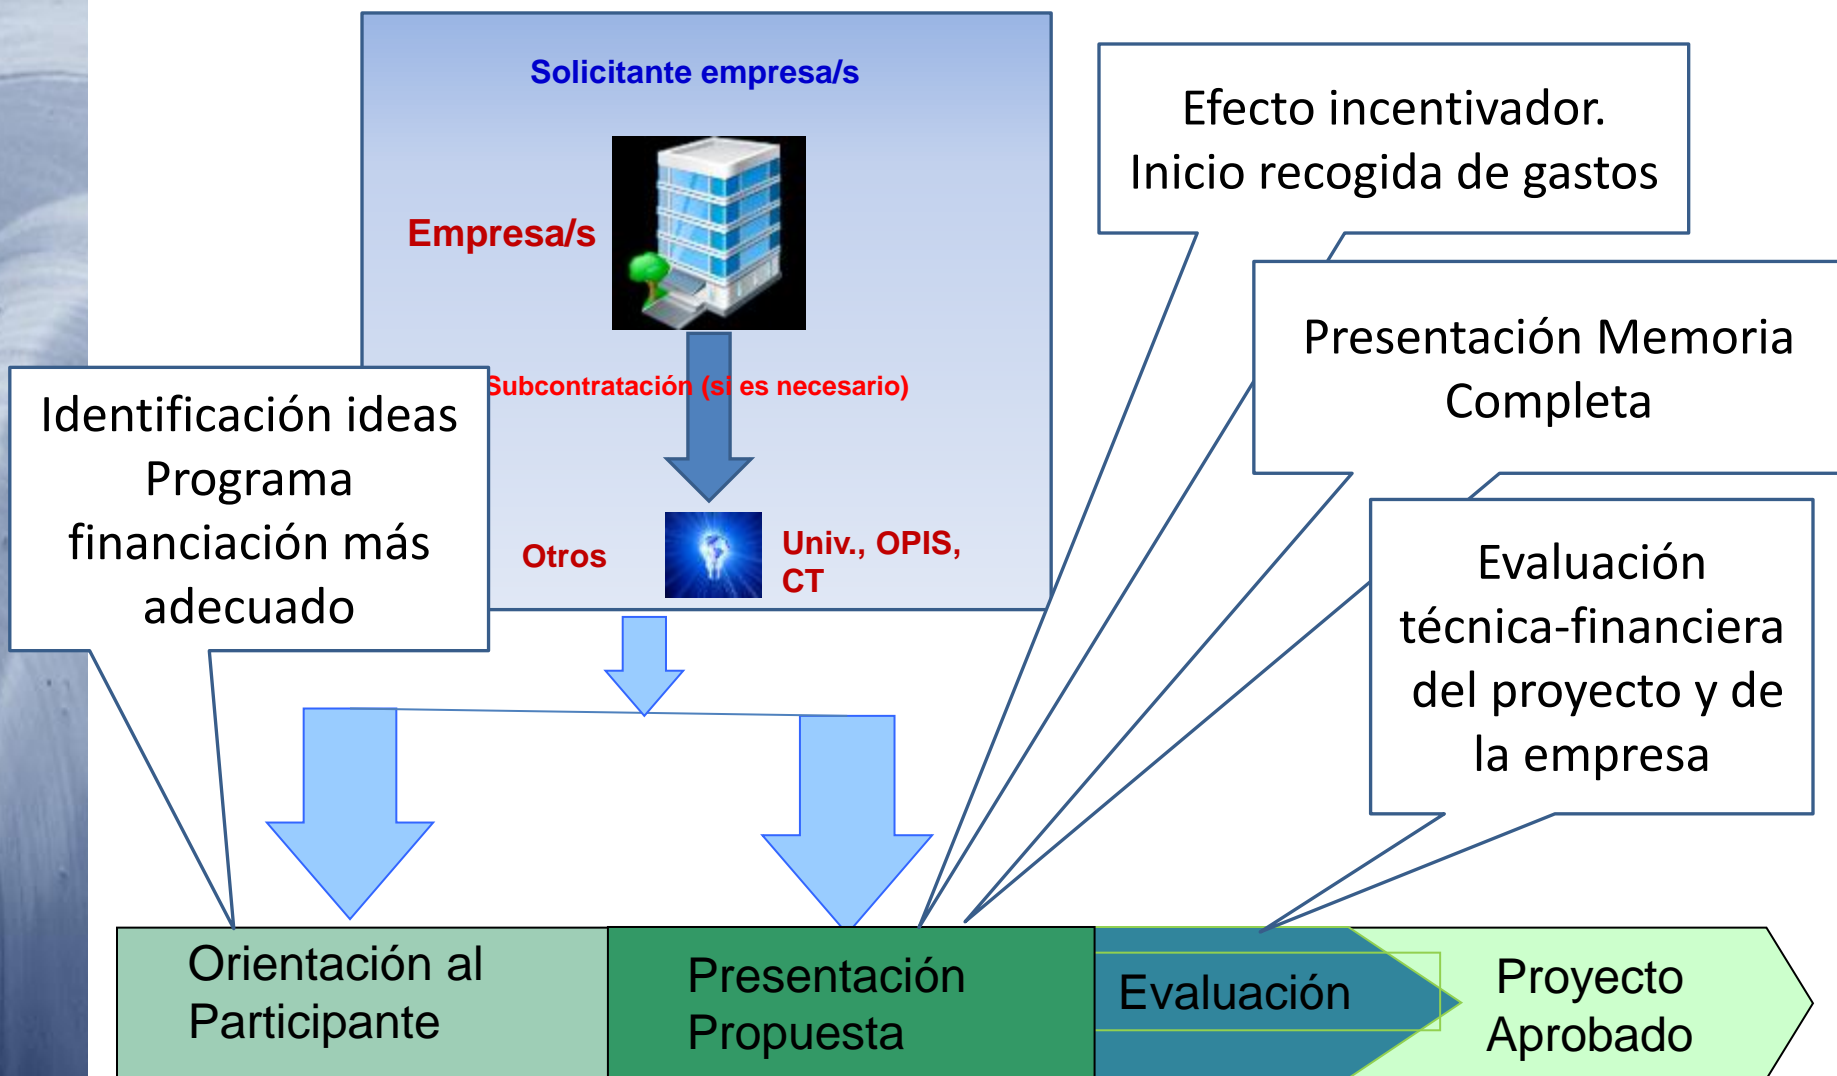 Solicitante empresa/s
Empresa/s
Subcontratación (si es necesario)
Otros
Univ., OPIS,
CT
Identificación ideas
Programa
financiación más
adecuado
Efecto incentivador.
Inicio recogida de gastos
Presentación Memoria
Completa
Evaluación
técnica-financiera
del proyecto y de
la empresa
Orientación al
Participante
Presentación
Propuesta
Evaluación
Proyecto
Aprobado